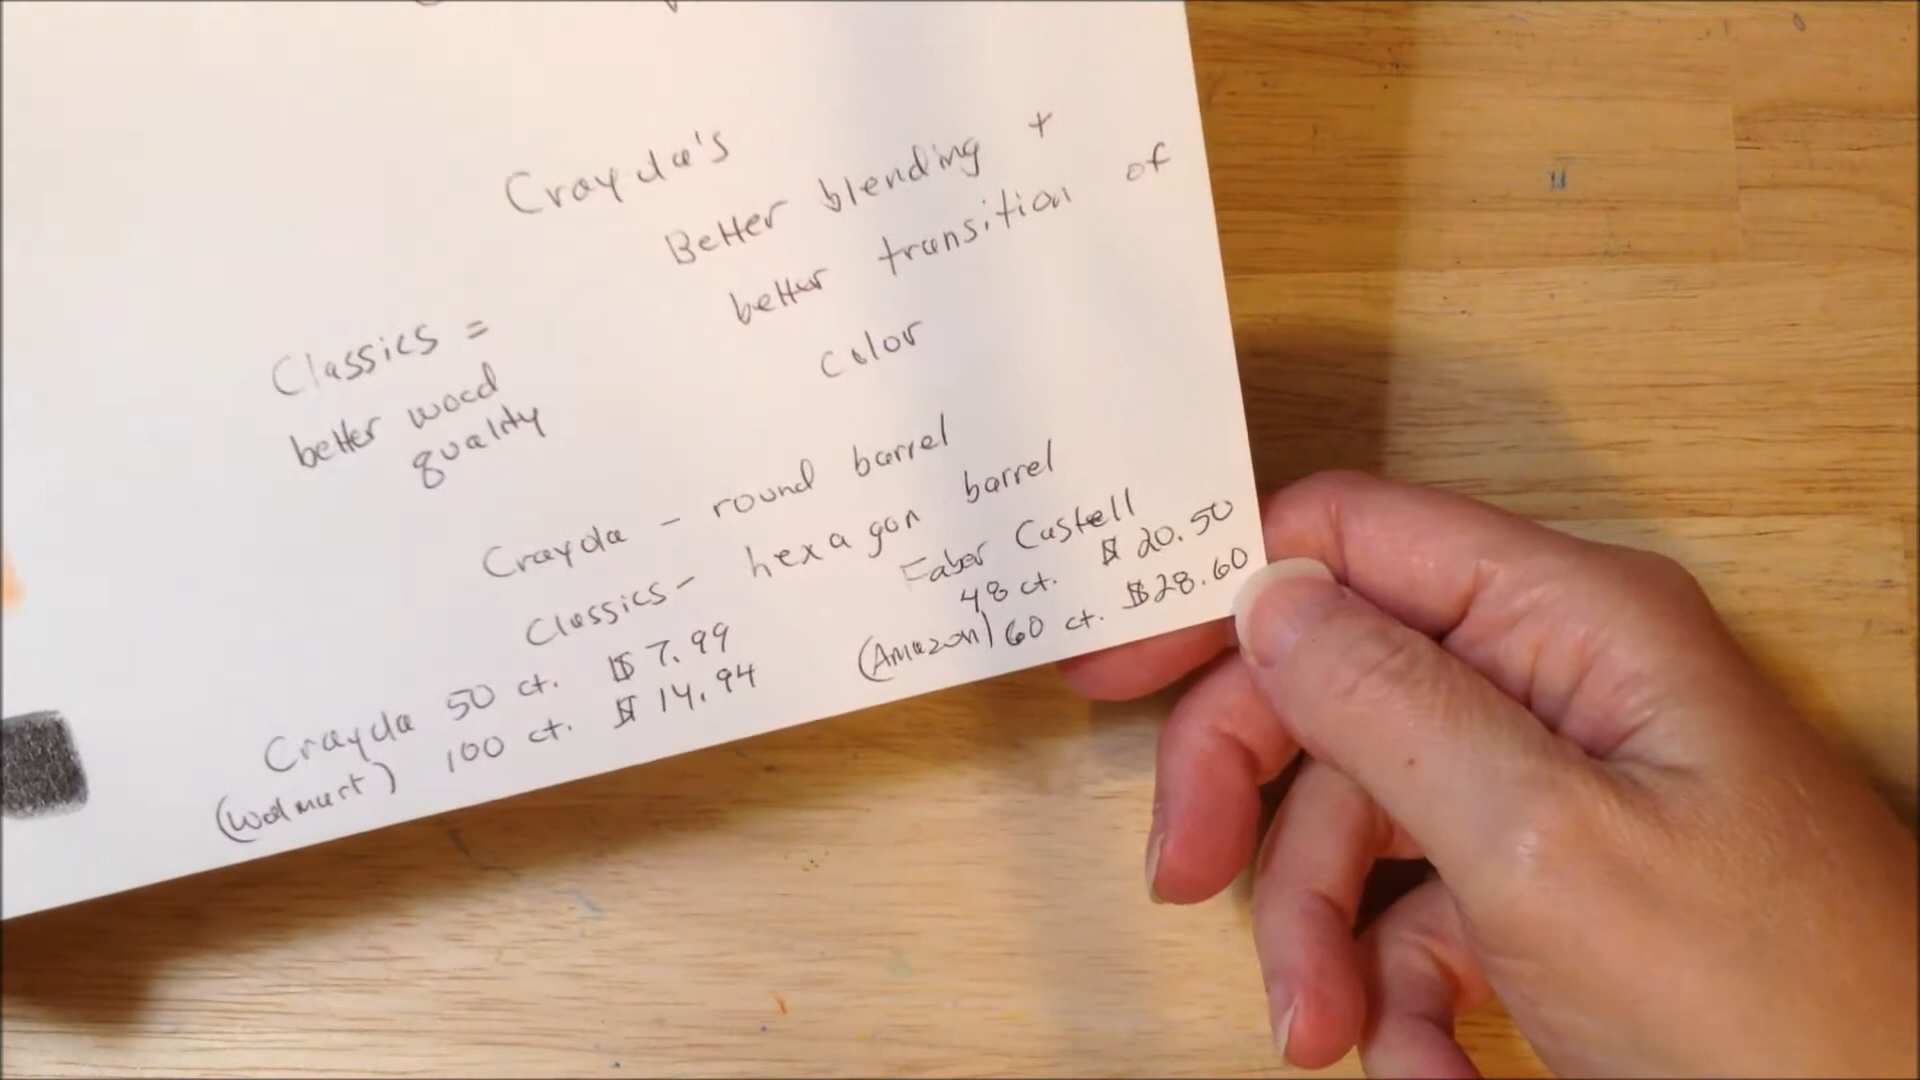 Crayola's
Better blending +
better transition of
Color
Classics =
better wood
quality
Crayola - round barrel
Classics - hexagon barrel
Faber Castell
48 ct. $20.50
(Amazon) 60 ct. $28.60
Crayola 50 ct. $7.99
(Walmart) 100 ct. $14.94